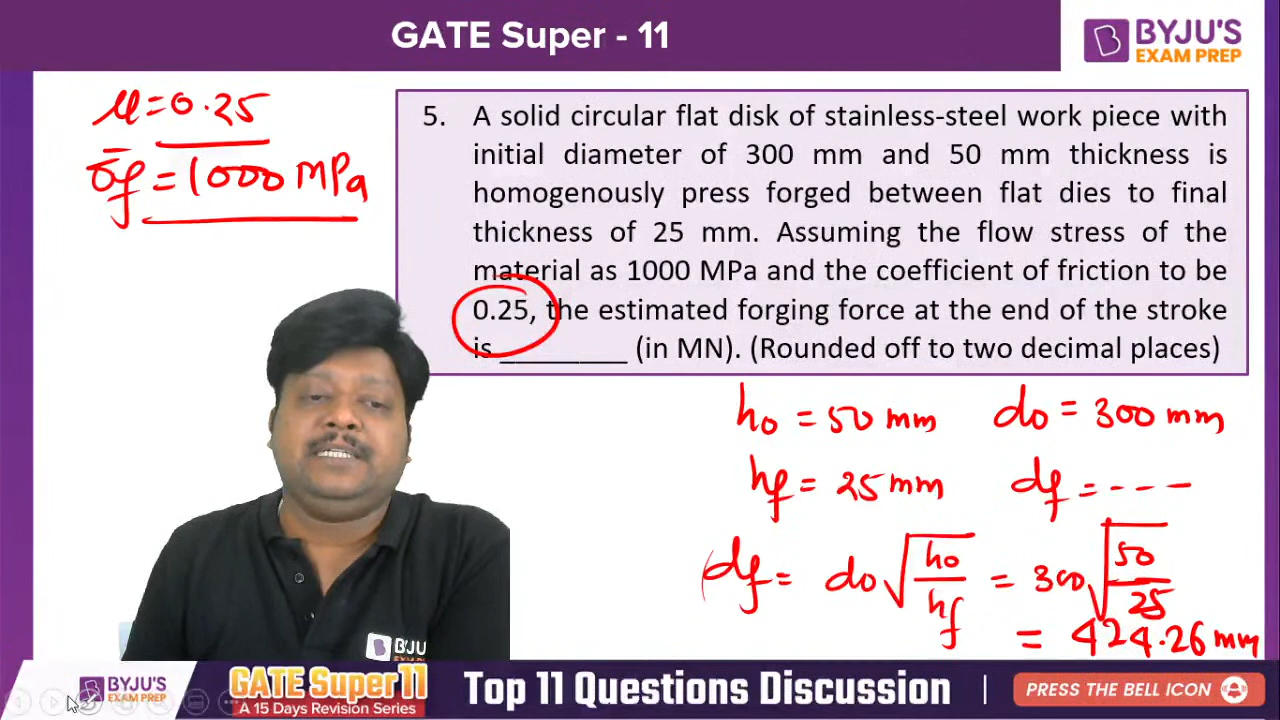 GATE Super - 11
BYJU'S
EXAM PREP
μ = 0.25
σ̄f = 1000 MPa
5. A solid circular flat disk of stainless-steel work piece with
initial diameter of 300 mm and 50 mm thickness is
homogenously press forged between flat dies to final
thickness of 25 mm. Assuming the flow stress of the
material as 1000 MPa and the coefficient of friction to be
0.25, the estimated forging force at the end of the stroke
is ________ (in MN). (Rounded off to two decimal places)
ho = 50 mm do = 300 mm
hf = 25 mm df = ---
df = do √(ho/hf) = 300 √(50/25)
= 424.26 mm
BYJU
BYJU'S
EXAM PREP
GATE Super 11
A 15 Days Revision Series
Top 11 Questions Discussion
PRESS THE BELL ICON